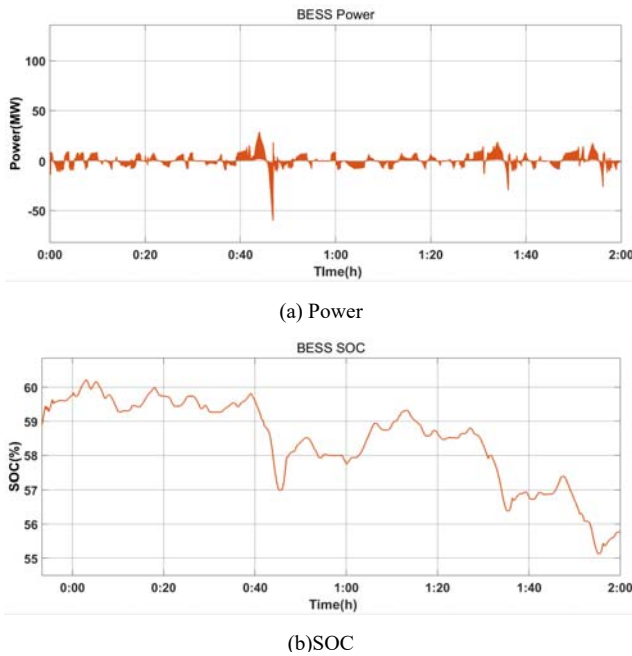 BESS Power
100
50
0
-50
Power(MW)
0:00 0:20 0:40 1:00 1:20 1:40 2:00
TIme(h)
(a) Power
BESS SOC
60
59
58
57
56
55
SOC(%)
0:00 0:20 0:40 1:00 1:20 1:40 2:00
Time(h)
(b)SOC